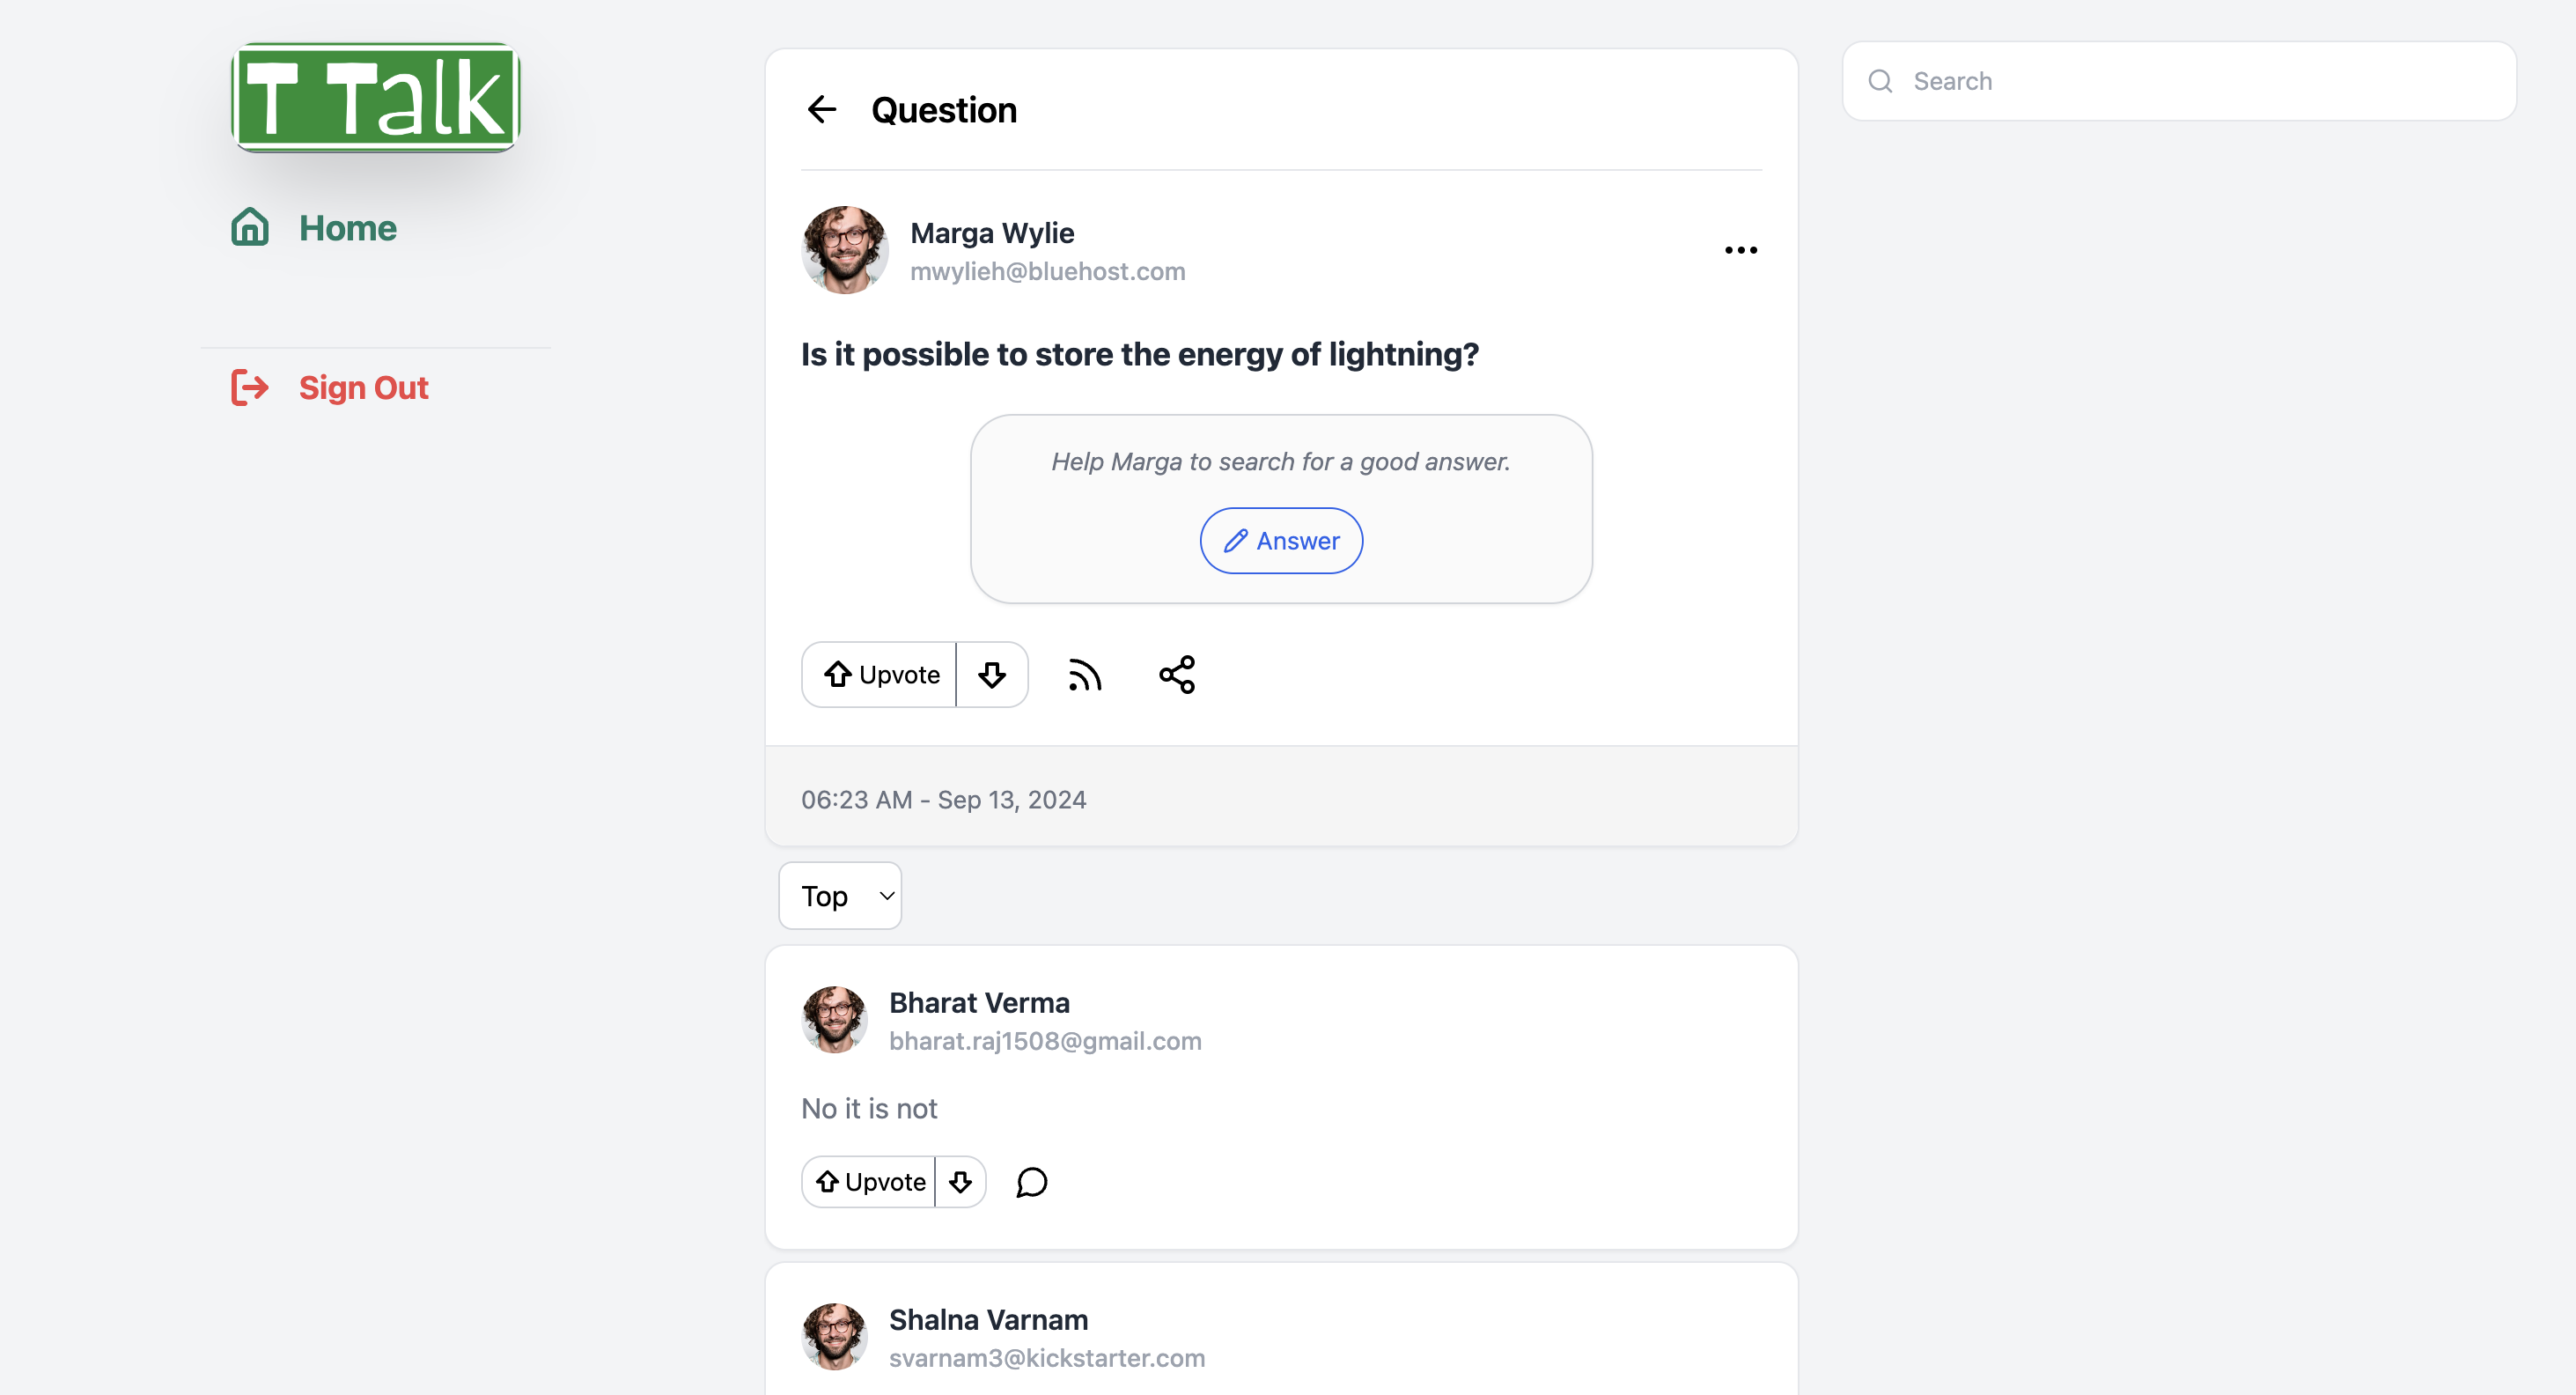 T Talk
Home
Sign Out
Question
Marga Wylie
mwylieh@bluehost.com
Is it possible to store the energy of lightning?
Help Marga to search for a good answer.
Answer
Upvote
06:23 AM - Sep 13, 2024
Top
Bharat Verma
bharat.raj1508@gmail.com
No it is not
Upvote
Shalna Varnam
svarnam3@kickstarter.com
Search